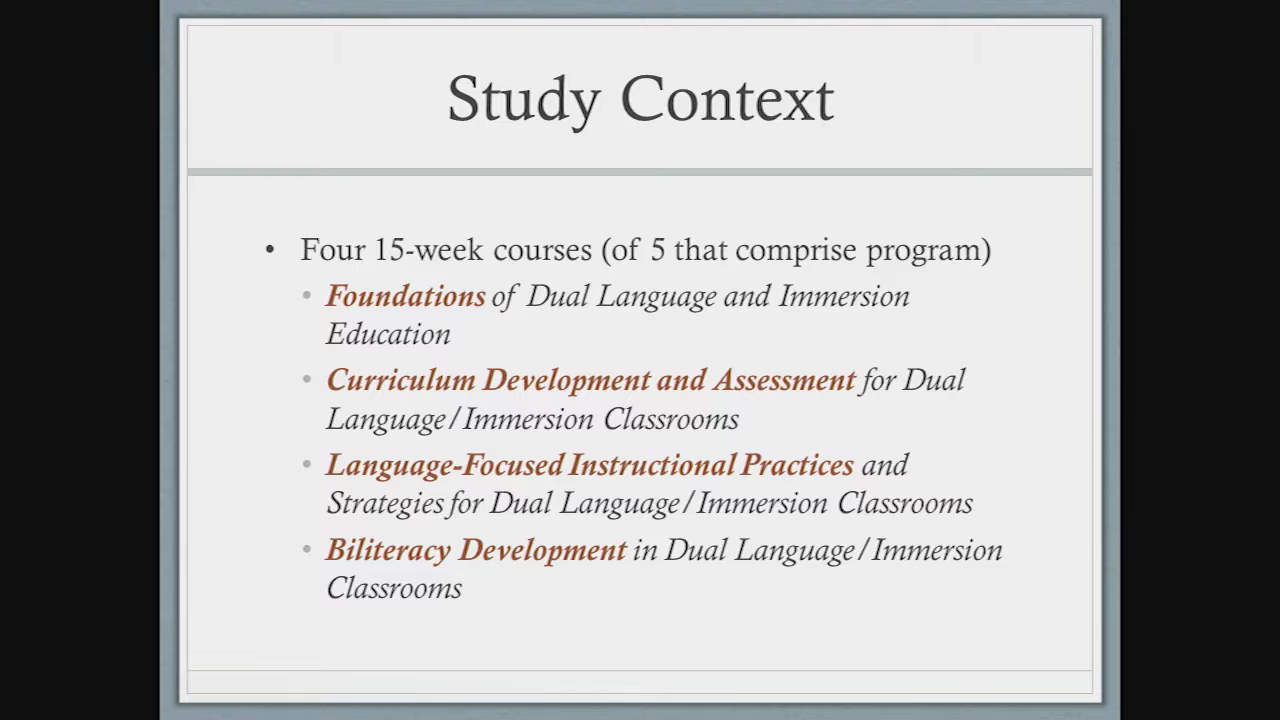 Study Context
• Four 15-week courses (of 5 that comprise program)
• Foundations of Dual Language and Immersion
Education
• Curriculum Development and Assessment for Dual
Language/Immersion Classrooms
• Language-Focused Instructional Practices and
Strategies for Dual Language/Immersion Classrooms
• Biliteracy Development in Dual Language/Immersion
Classrooms